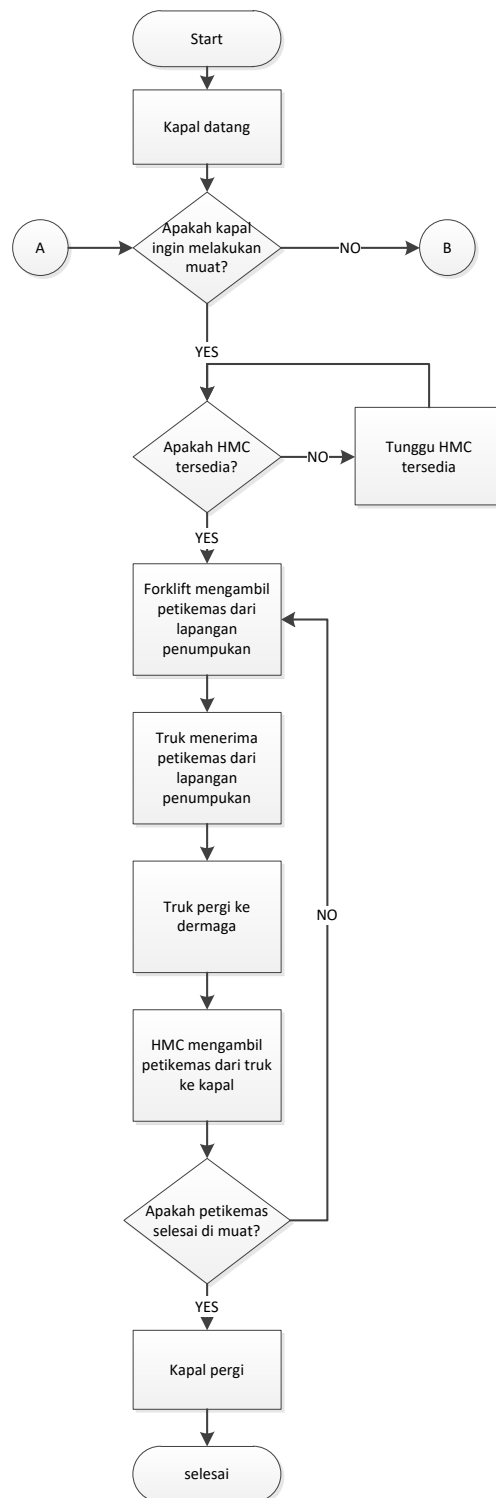 Start
Kapal datang
Apakah kapal
ingin melakukan
muat?
A
NO
B
YES
Apakah HMC
tersedia?
NO
Tunggu HMC
tersedia
YES
Forklift mengambil
petikemas dari
lapangan
penumpukan
Truk menerima
petikemas dari
lapangan
penumpukan
Truk pergi ke
dermaga
NO
HMC mengambil
petikemas dari truk
ke kapal
Apakah petikemas
selesai di muat?
YES
Kapal pergi
selesai